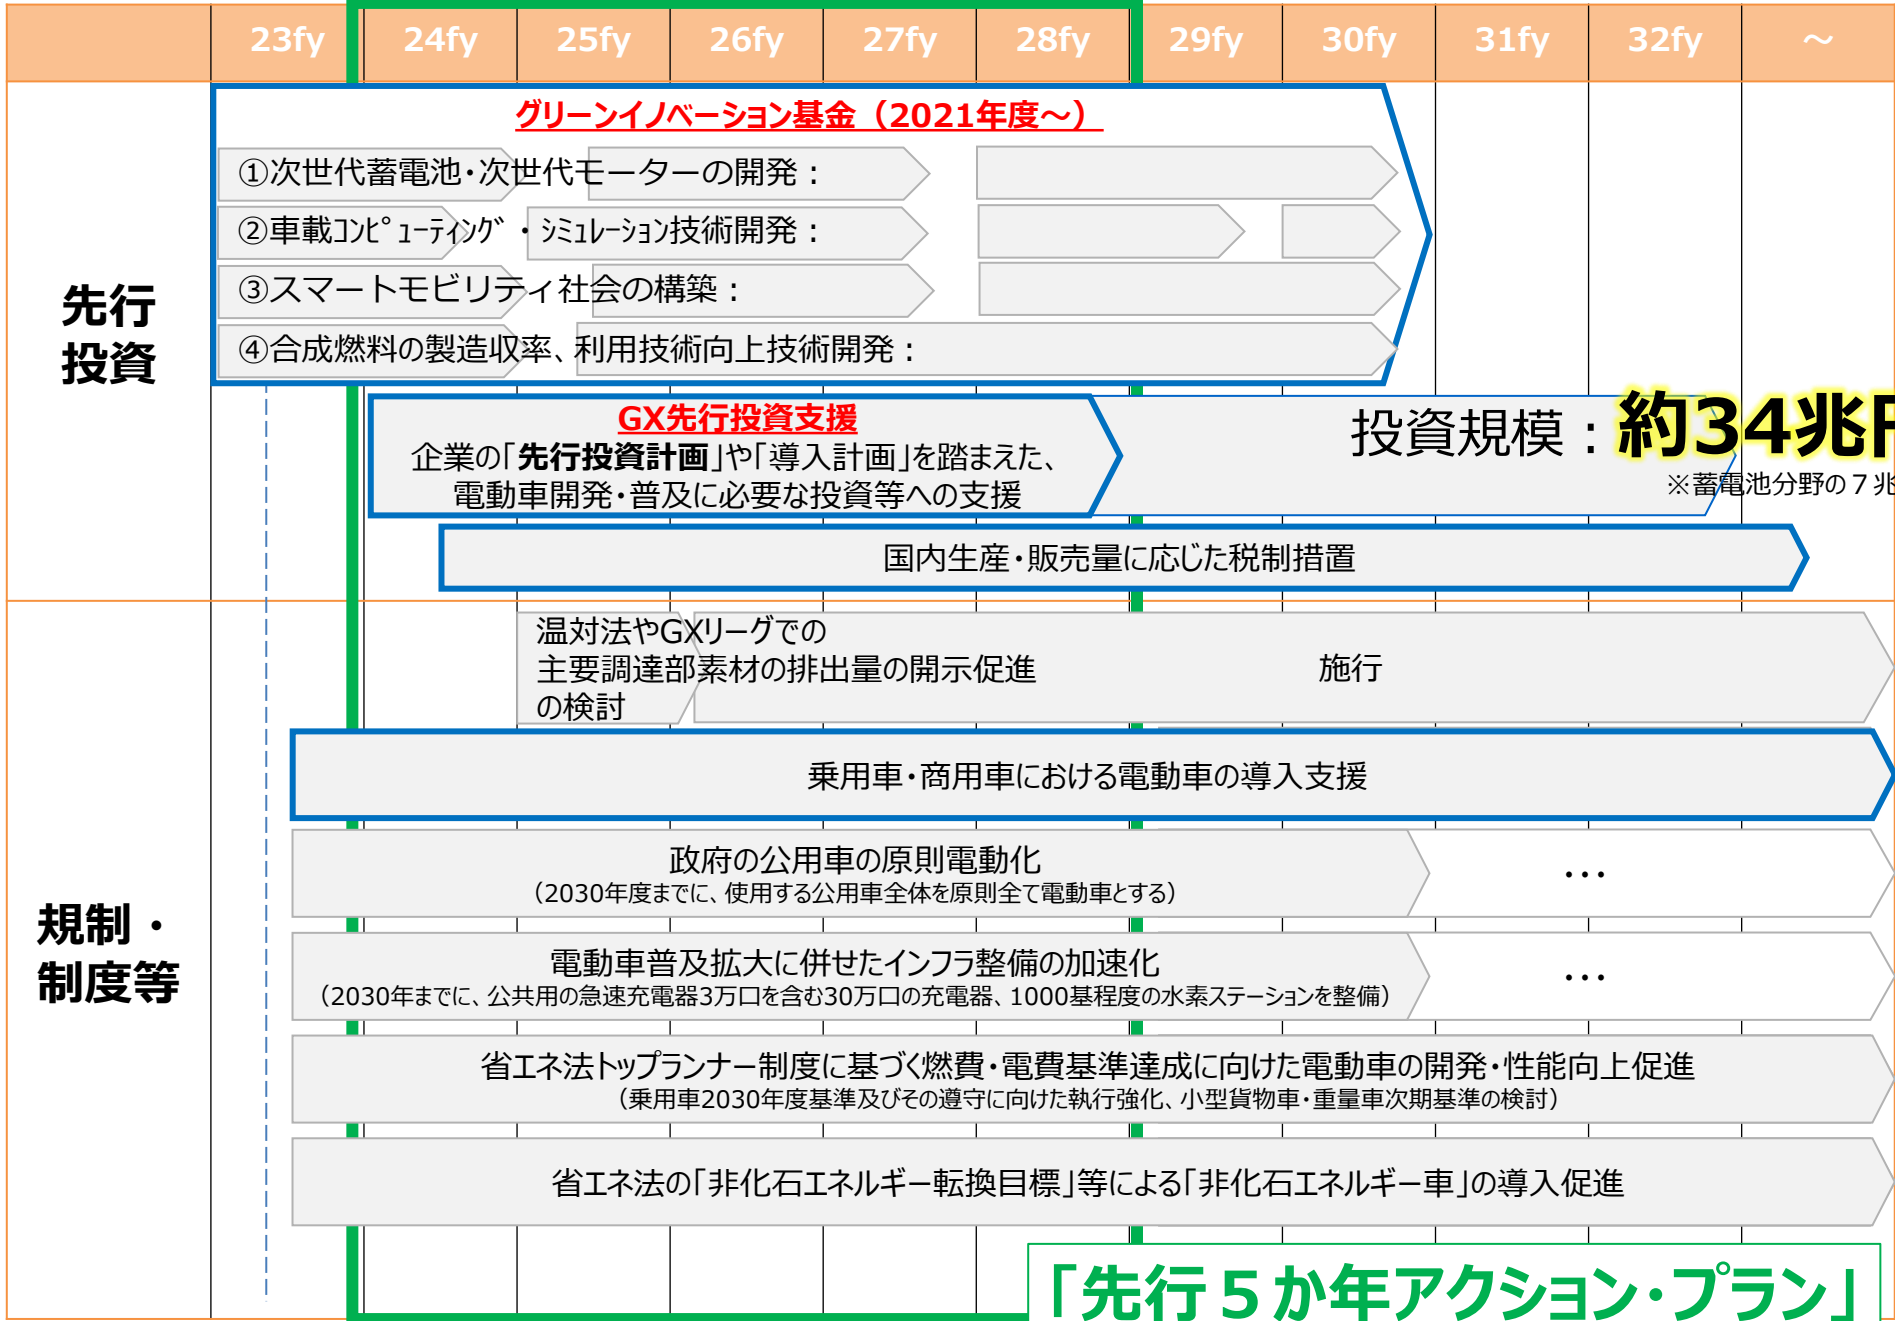 23fy 24fy 25fy 26fy 27fy 28fy 29fy 30fy 31fy 32fy ～
先行
投資
グリーンイノベーション基金（2021年度～）
①次世代蓄電池・次世代モーターの開発：
②車載ｺﾝﾋﾟｭｰﾃｨﾝｸﾞ・ｼﾐｭﾚｰｼｮﾝ技術開発：
③スマートモビリティ社会の構築：
④合成燃料の製造収率、利用技術向上技術開発：
GX先行投資支援
企業の「先行投資計画」や「導入計画」を踏まえた、
電動車開発・普及に必要な投資等への支援
投資規模：約34兆
※蓄電池分野の７兆
国内生産・販売量に応じた税制措置
規制・
制度等
温対法やGXリーグでの
主要調達部素材の排出量の開示促進
の検討
施行
乗用車・商用車における電動車の導入支援
政府の公用車の原則電動化
（2030年度までに、使用する公用車全体を原則全て電動車とする）
…
電動車普及拡大に併せたインフラ整備の加速化
（2030年までに、公共用の急速充電器3万口を含む30万口の充電器、1000基程度の水素ステーションを整備）
…
省エネ法トップランナー制度に基づく燃費・電費基準達成に向けた電動車の開発・性能向上促進
（乗用車2030年度基準及びその遵守に向けた執行強化、小型貨物車・重量車次期基準の検討）
省エネ法の「非化石エネルギー転換目標」等による「非化石エネルギー車」の導入促進
「先行５か年アクション・プラン」